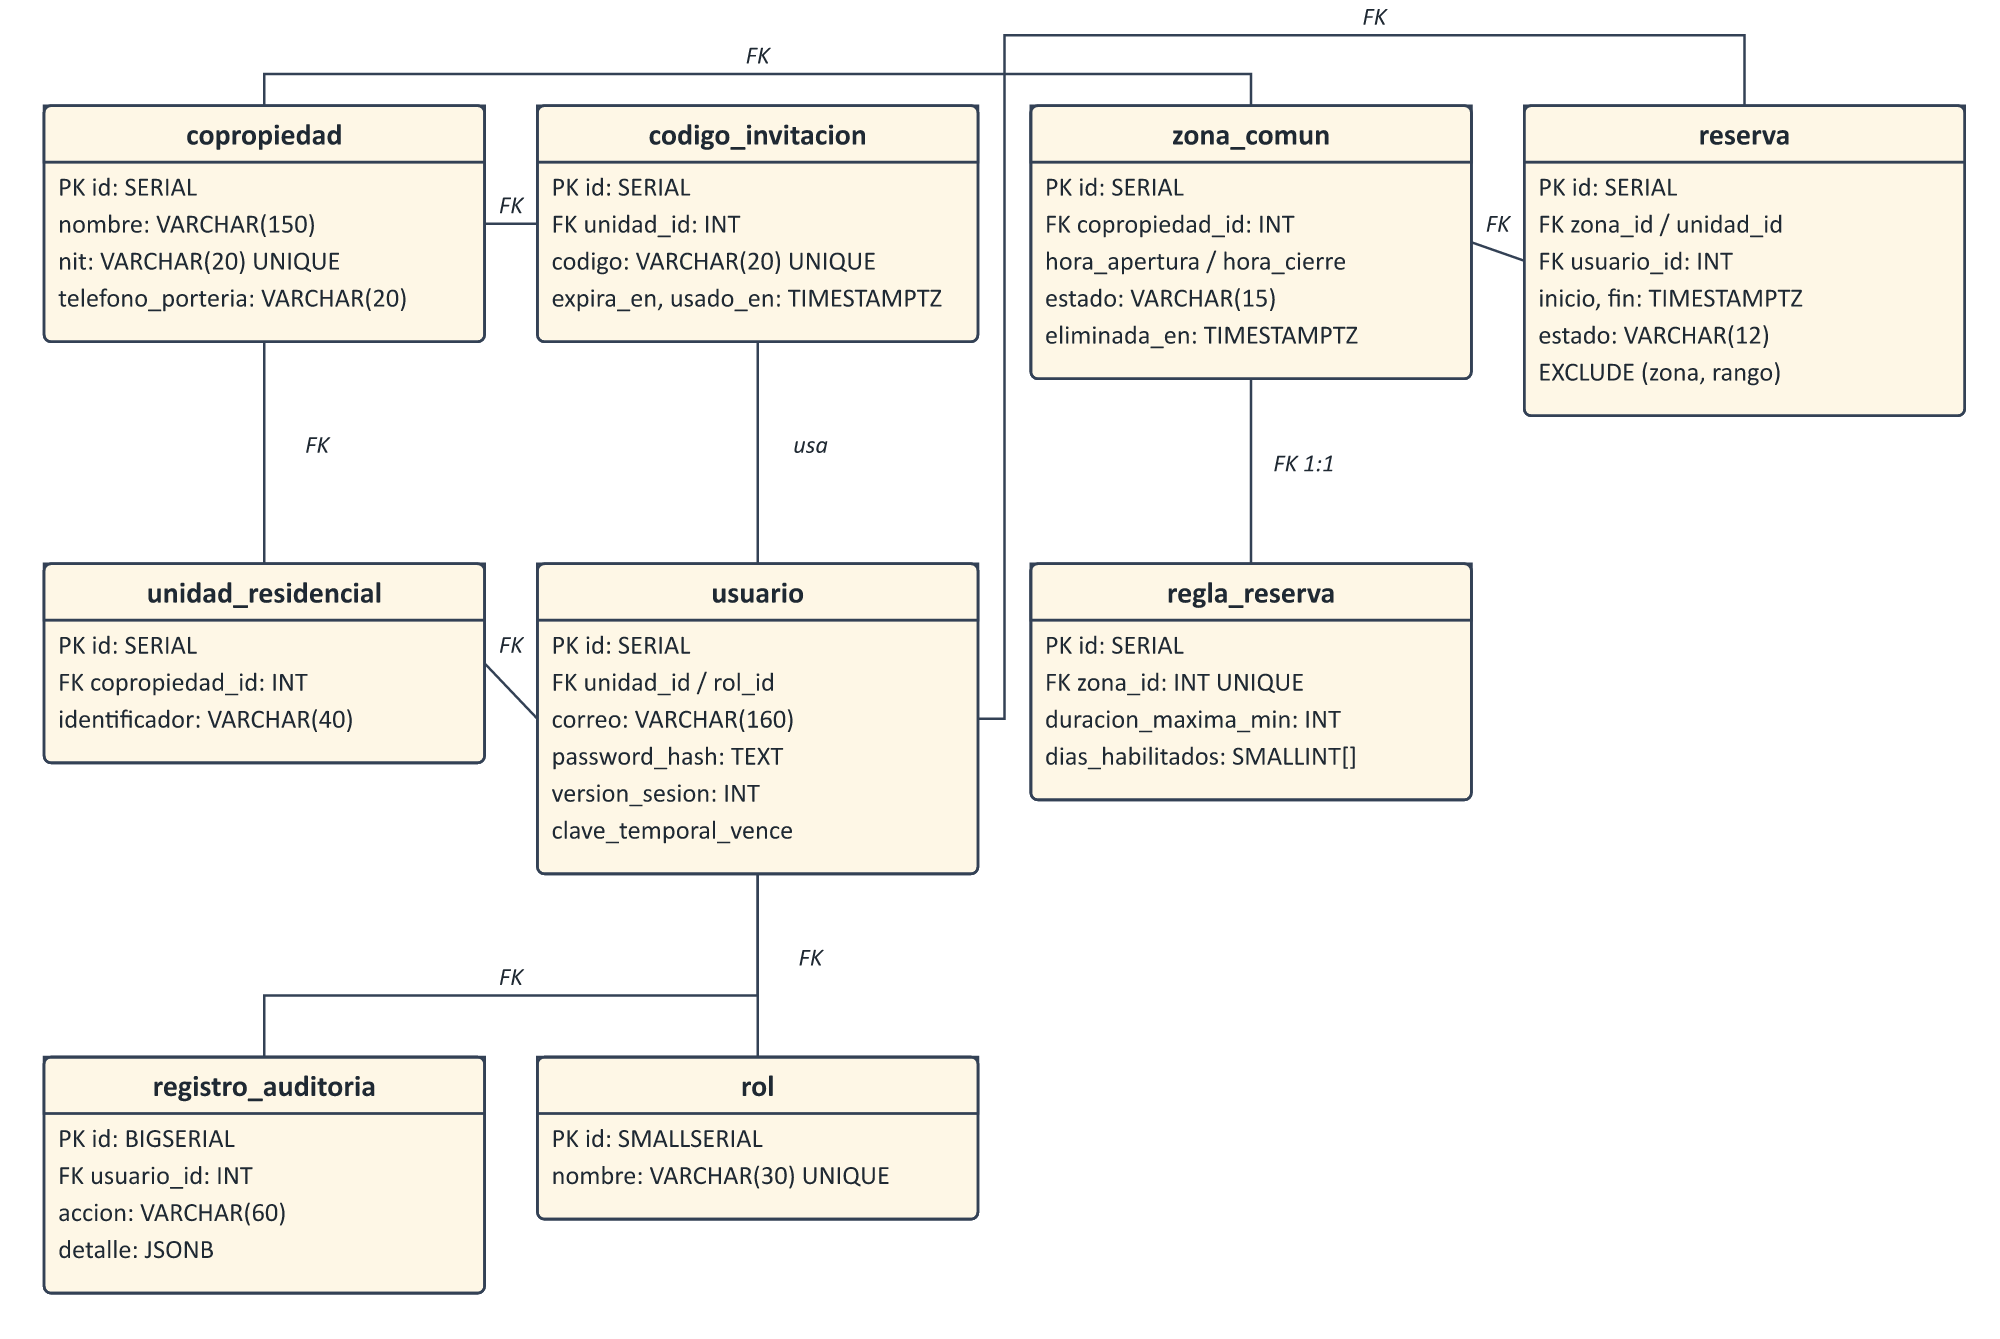 FK
FK
copropiedad
PK id: SERIAL
nombre: VARCHAR(150)
nit: VARCHAR(20) UNIQUE
telefono_porteria: VARCHAR(20)
FK
codigo_invitacion
PK id: SERIAL
FK unidad_id: INT
codigo: VARCHAR(20) UNIQUE
expira_en, usado_en: TIMESTAMPTZ
zona_comun
PK id: SERIAL
FK copropiedad_id: INT
hora_apertura / hora_cierre
estado: VARCHAR(15)
eliminada_en: TIMESTAMPTZ
FK
reserva
PK id: SERIAL
FK zona_id / unidad_id
FK usuario_id: INT
inicio, fin: TIMESTAMPTZ
estado: VARCHAR(12)
EXCLUDE (zona, rango)
FK
usa
FK 1:1
unidad_residencial
PK id: SERIAL
FK copropiedad_id: INT
identificador: VARCHAR(40)
FK
usuario
PK id: SERIAL
FK unidad_id / rol_id
correo: VARCHAR(160)
password_hash: TEXT
version_sesion: INT
clave_temporal_vence
regla_reserva
PK id: SERIAL
FK zona_id: INT UNIQUE
duracion_maxima_min: INT
dias_habilitados: SMALLINT[]
FK
FK
registro_auditoria
PK id: BIGSERIAL
FK usuario_id: INT
accion: VARCHAR(60)
detalle: JSONB
rol
PK id: SMALLSERIAL
nombre: VARCHAR(30) UNIQUE